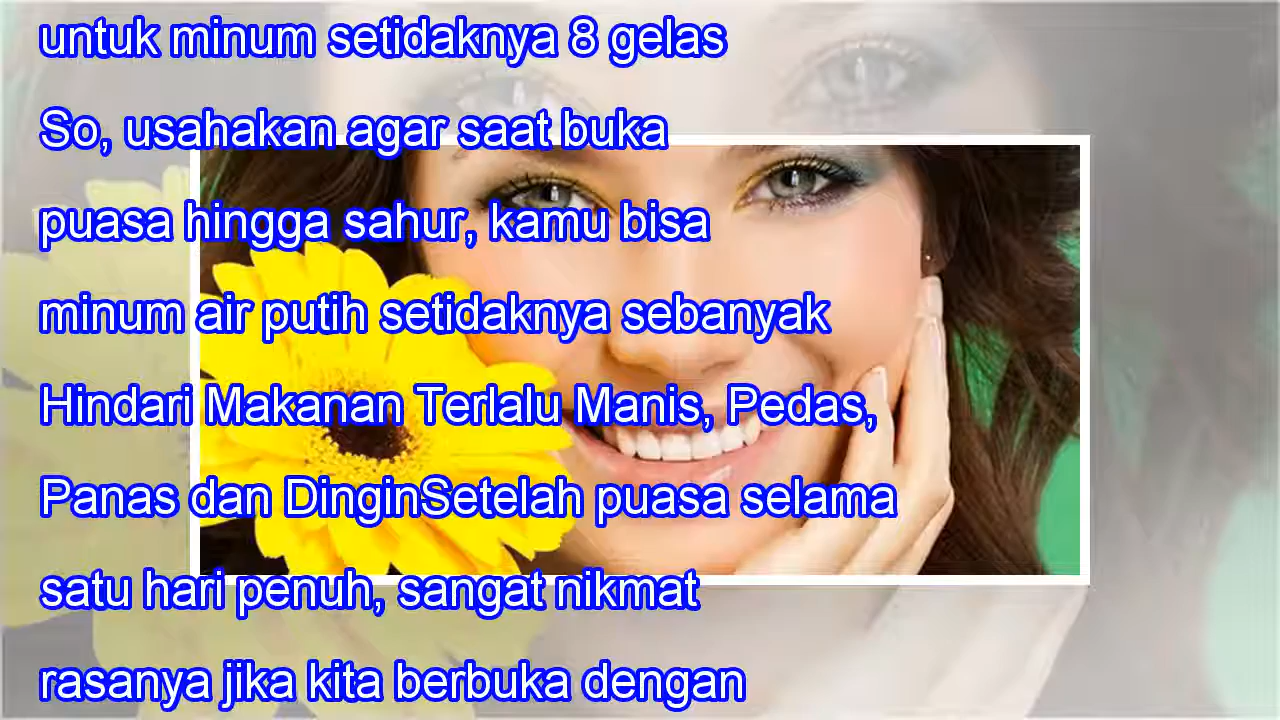 untuk minum setidaknya 8 gelas
So, usahakan agar saat buka
puasa hingga sahur, kamu bisa
minum air putih setidaknya sebanyak
Hindari Makanan Terlalu Manis, Pedas,
Panas dan DinginSetelah puasa selama
satu hari penuh, sangat nikmat
rasanya jika kita berbuka dengan